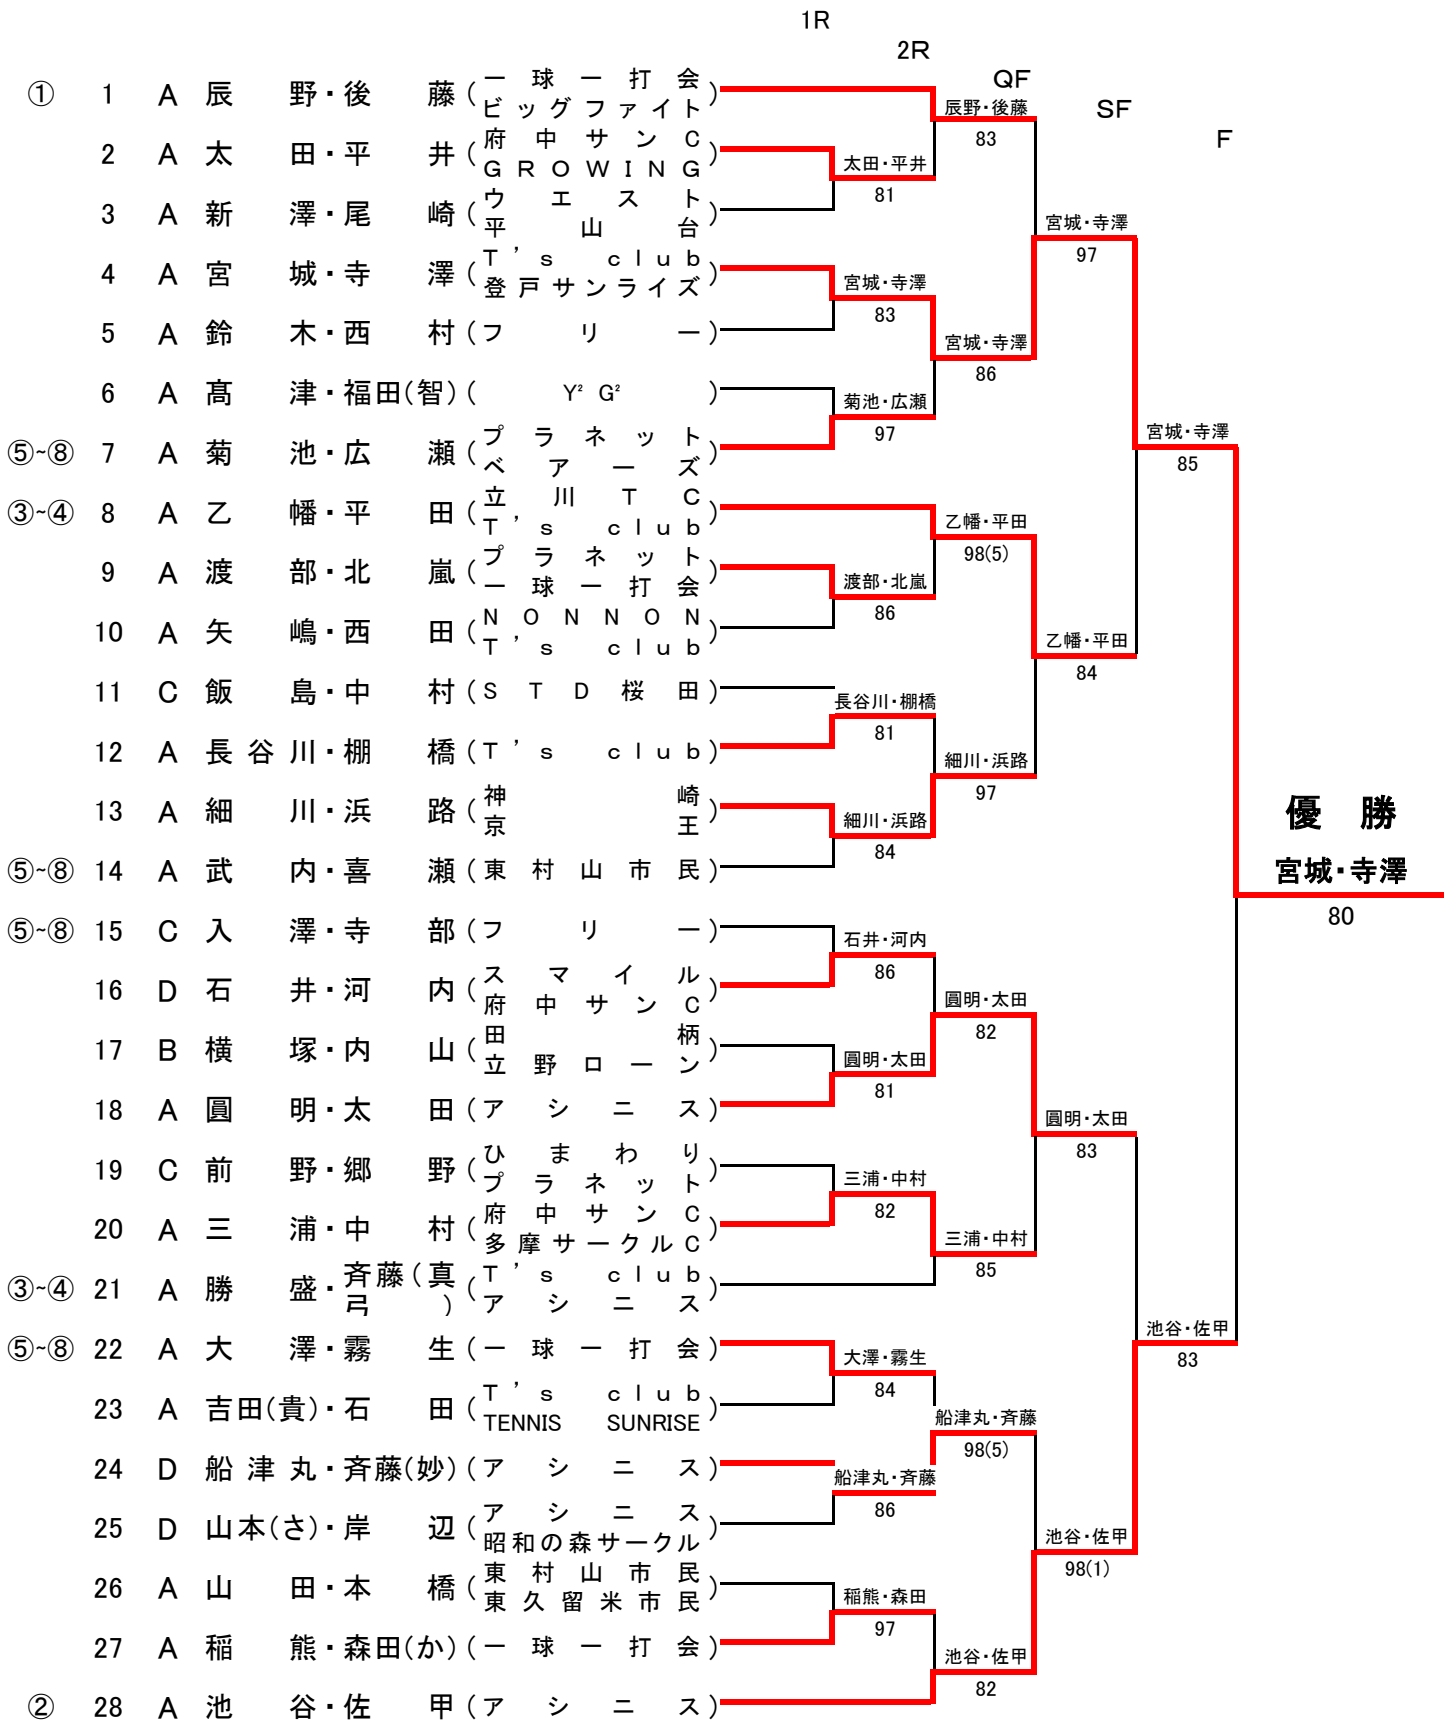 1R
2R
QF
SF
F
① 1 A 辰野・後藤 (一球一打会 ビッグファイト)
2 A 太田・平井 (府中サンC GROWING)
3 A 新澤・尾崎 (ウエスト 平山台)
4 A 宮城・寺澤 (T's club 登戸サンライズ)
5 A 鈴木・西村 (フリー)
6 A 髙津・福田(智) (Y² G²)
⑤~⑧ 7 A 菊池・広瀬 (プラネット ベアーズ)
③~④ 8 A 乙幡・平田 (立川TC T's club)
9 A 渡部・北嵐 (プラネット 一球一打会)
10 A 矢嶋・西田 (NONNON T's club)
11 C 飯島・中村 (STD桜田)
12 A 長谷川・棚橋 (T's club)
13 A 細川・浜路 (神崎 京王)
⑤~⑧ 14 A 武内・喜瀬 (東村山市民)
⑤~⑧ 15 C 入澤・寺部 (フリー)
16 D 石井・河内 (スマイル 府中サンC)
17 B 横塚・内山 (田柄 立野ローン)
18 A 圓明・太田 (アシニス)
19 C 前野・郷野 (ひまわり プラネット)
20 A 三浦・中村 (府中サンC 多摩サークルC)
③~④ 21 A 勝盛・斉藤(真弓) (T's club アシニス)
⑤~⑧ 22 A 大澤・霧生 (一球一打会)
23 A 吉田(貴)・石田 (T's club TENNIS SUNRISE)
24 D 船津丸・斉藤(妙) (アシニス)
25 D 山本(さ)・岸辺 (アシニス 昭和の森サークル)
26 A 山田・本橋 (東村山市民 東久留米市民)
27 A 稲熊・森田(か) (一球一打会)
② 28 A 池谷・佐甲 (アシニス)
太田・平井
81
宮城・寺澤
83
菊池・広瀬
97
渡部・北嵐
86
長谷川・棚橋
81
細川・浜路
84
石井・河内
86
圓明・太田
81
三浦・中村
82
大澤・霧生
84
船津丸・斉藤
86
稲熊・森田
97
辰野・後藤
83
宮城・寺澤
86
乙幡・平田
98(5)
細川・浜路
97
圓明・太田
82
三浦・中村
85
船津丸・斉藤
98(5)
池谷・佐甲
82
宮城・寺澤
97
乙幡・平田
84
圓明・太田
83
池谷・佐甲
98(1)
宮城・寺澤
85
池谷・佐甲
83
優 勝
宮城・寺澤
80